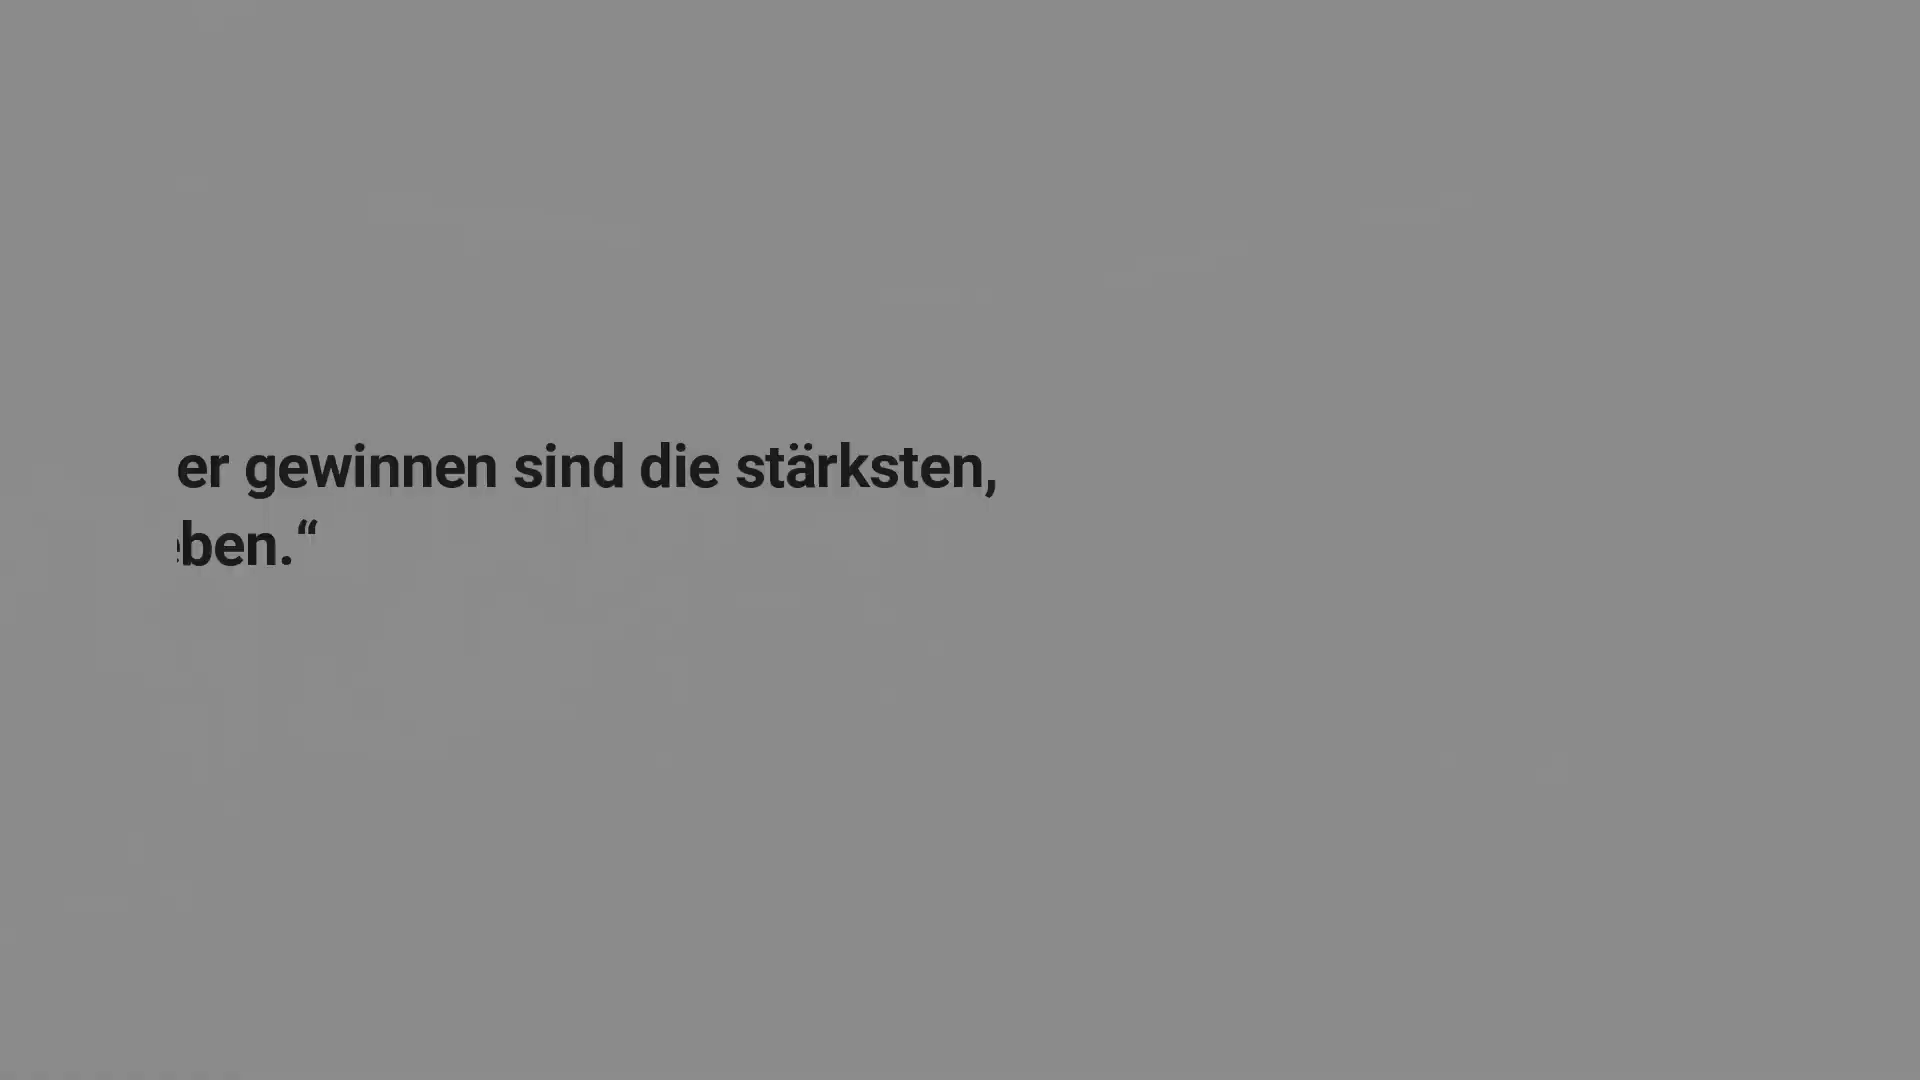 er gewinnen sind die stärksten,
ben.“